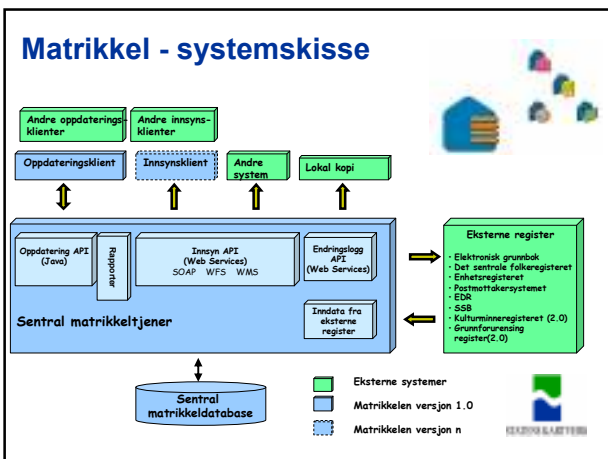 Matrikkel - systemskisse
Andre oppdaterings-
klienter
Andre innsyns-
klienter
Oppdateringsklient
Innsynsklient
Andre
system
Lokal kopi
Oppdatering API
(Java)
Rapporter
Innsyn API
(Web Services)
SOAP WFS WMS
Endringslogg
API
(Web Services)
Inndata fra
eksterne
register
Sentral matrikkeltjener
Eksterne register
• Elektronisk grunnbok
• Det sentrale folkeregisteret
• Enhetsregisteret
• Postmottakersystemet
• EDR
• SSB
• Kulturminneregisteret (2.0)
• Grunnforurensing
register(2.0)
Sentral
matrikkeldatabase
Eksterne systemer
Matrikkelen versjon 1.0
Matrikkelen versjon n
STATENS KARTVERK